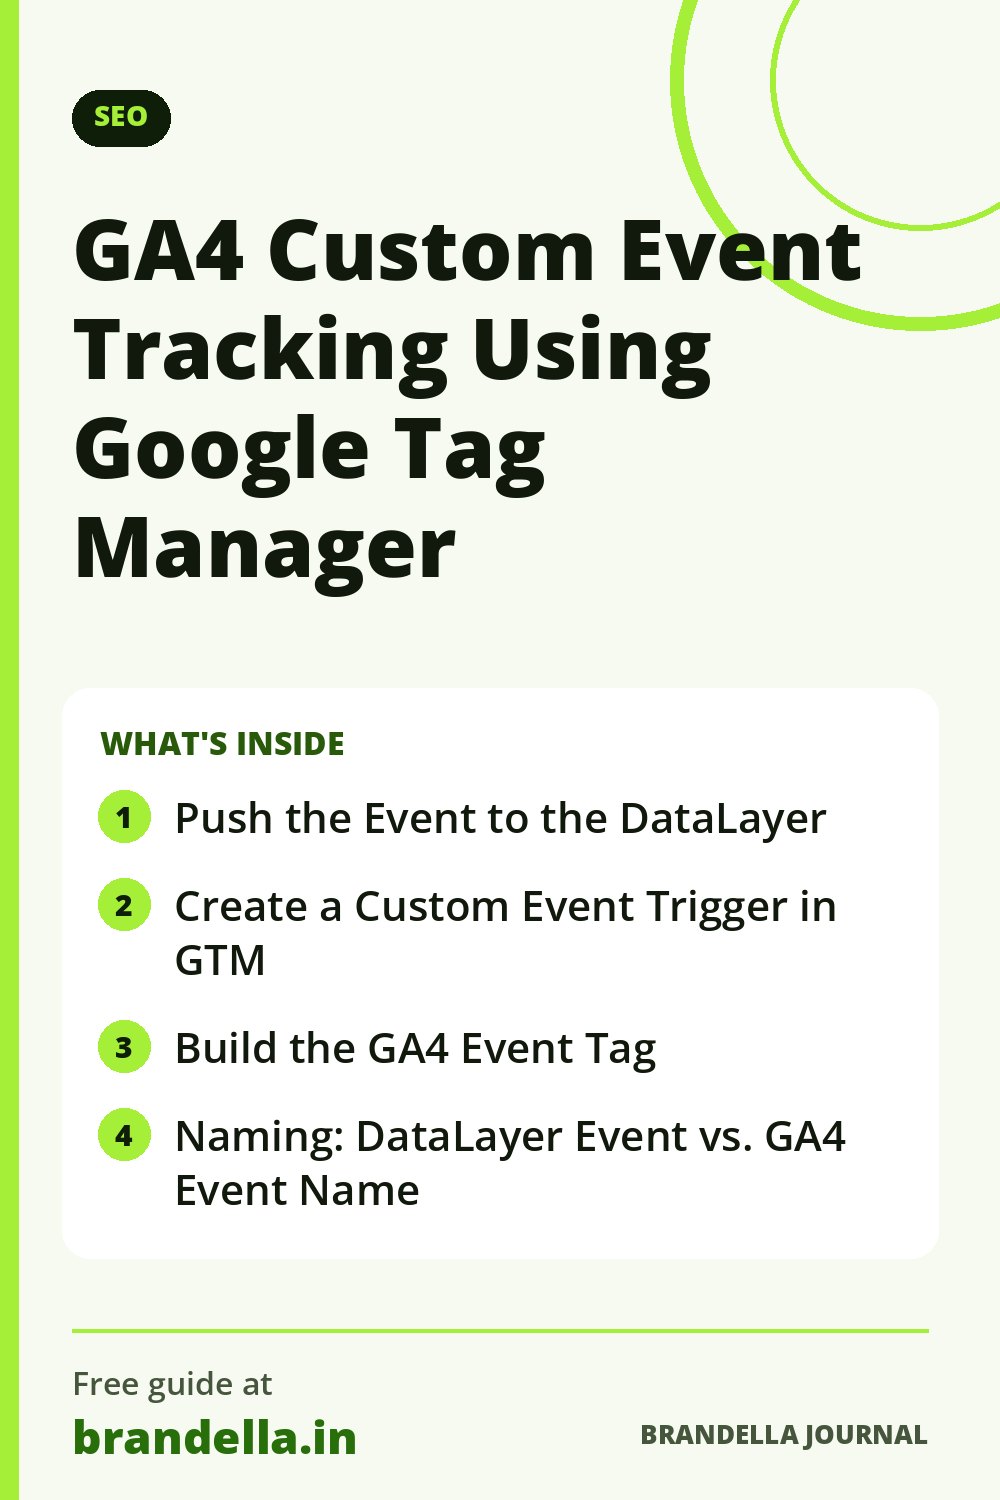 SEO
GA4 Custom Event
Tracking Using
Google Tag
Manager
WHAT'S INSIDE
1 Push the Event to the DataLayer
2 Create a Custom Event Trigger in
GTM
3 Build the GA4 Event Tag
4 Naming: DataLayer Event vs. GA4
Event Name
Free guide at
brandella.in
BRANDELLA JOURNAL